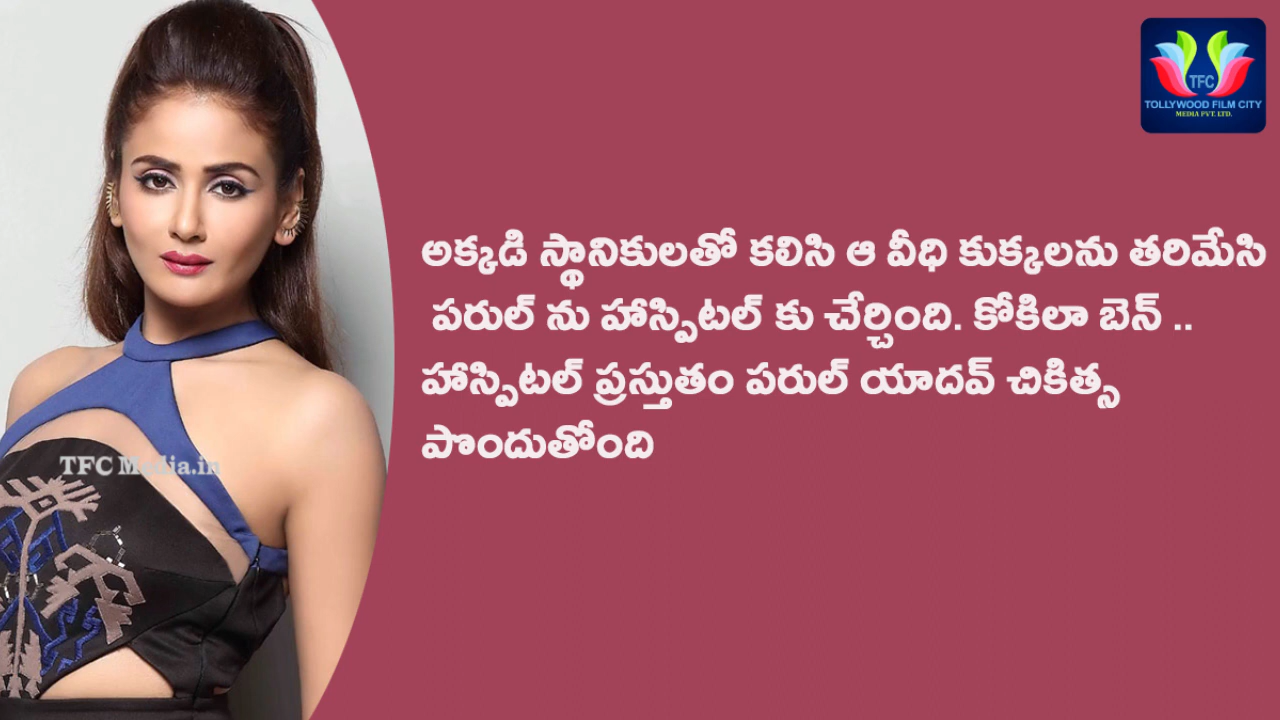 TFC
TOLLYWOOD FILM CITY
MEDIA PVT. LTD.
అక్కడి స్థానికులతో కలిసి ఆ వీధి కుక్కలను తరిమేసి
పరుల్ ను హాస్పిటల్ కు చేర్చింది. కోకిలా బెన్ ..
హాస్పిటల్ ప్రస్తుతం పరుల్ యాదవ్ చికిత్స
పొందుతోంది
TFC Media.in